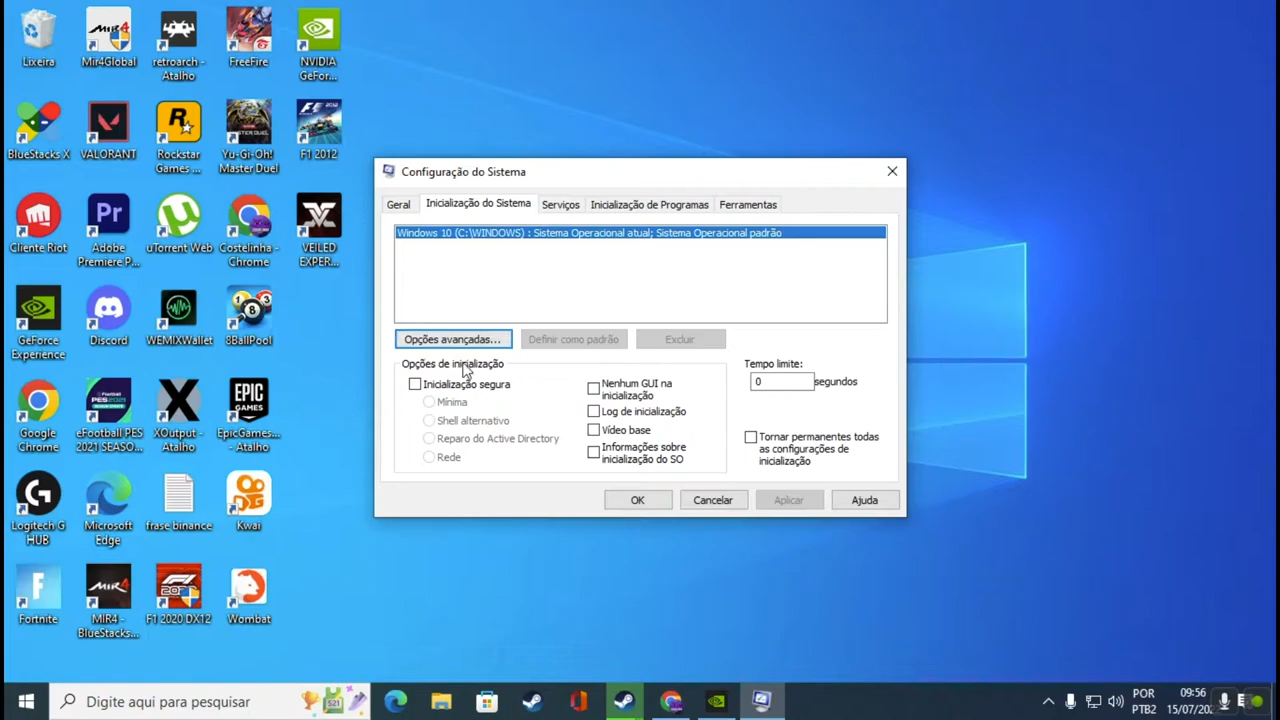 Lixeira
Mir4Global
retroarch -
Atalho
FreeFire
NVIDIA
GeFor...
BlueStacks X
VALORANT
Rockstar
Games ...
Yu-Gi-Oh!
Master Duel
F1 2012
Cliente Riot
Adobe
Premiere P...
uTorrent Web
Costelinha -
Chrome
VEILED
EXPER...
GeForce
Experience
Discord
WEMIXWallet
8BallPool
Google
Chrome
eFootball PES
2021 SEASO...
XOutput -
Atalho
EpicGames...
- Atalho
Logitech G
HUB
Microsoft
Edge
frase binance
Kwai
Fortnite
MIR4 -
BlueStacks...
F1 2020 DX12
Wombat
Configuração do Sistema
Geral
Inicialização do Sistema
Serviços
Inicialização de Programas
Ferramentas
Windows 10 (C:\WINDOWS) : Sistema Operacional atual; Sistema Operacional padrão
Opções avançadas...
Definir como padrão
Excluir
Opções de inicialização
Inicialização segura
Mínima
Shell alternativo
Reparo do Active Directory
Rede
Nenhum GUI na
inicialização
Log de inicialização
Vídeo base
Informações sobre
inicialização do SO
Tempo limite:
0 segundos
Tornar permanentes todas
as configurações de
inicialização
OK
Cancelar
Aplicar
Ajuda
Digite aqui para pesquisar
POR
PTB2
09:56
15/07/202